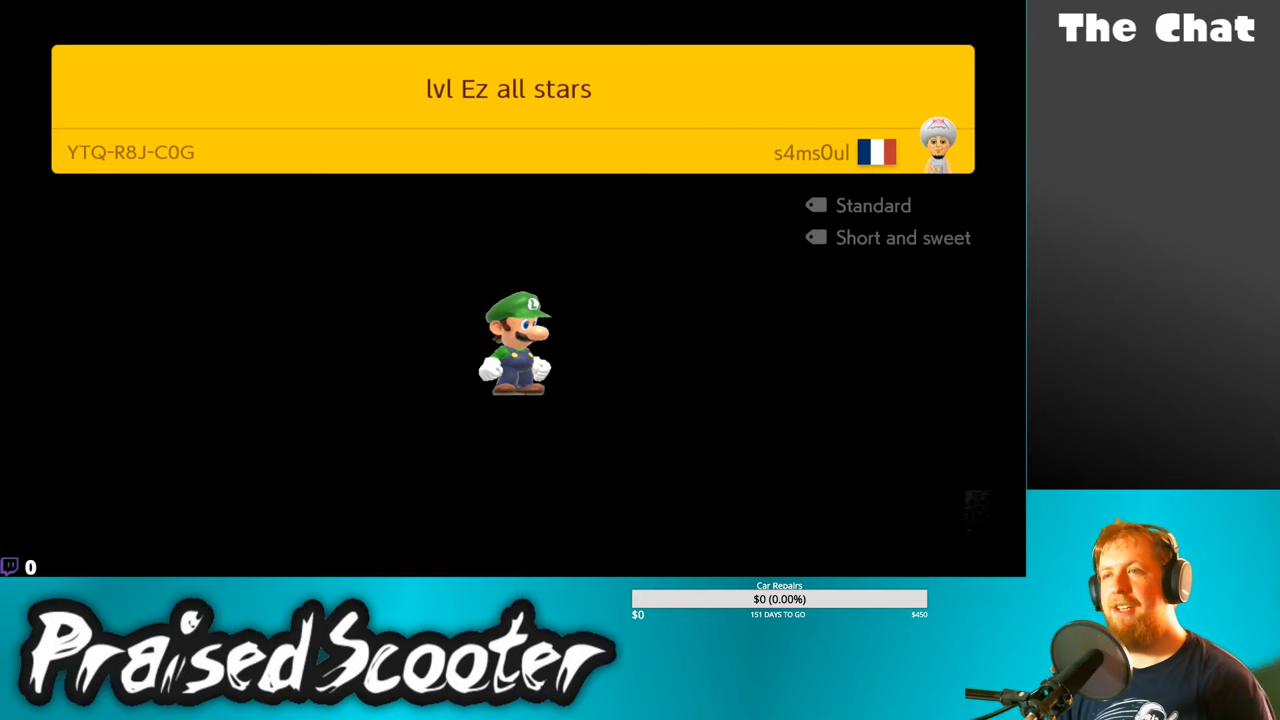 The Chat
lvl Ez all stars
YTQ-R8J-C0G
s4ms0ul
Standard
Short and sweet
L
0
Car Repairs
$0 (0.00%)
$0
151 DAYS TO GO
$450
PraisedScooter